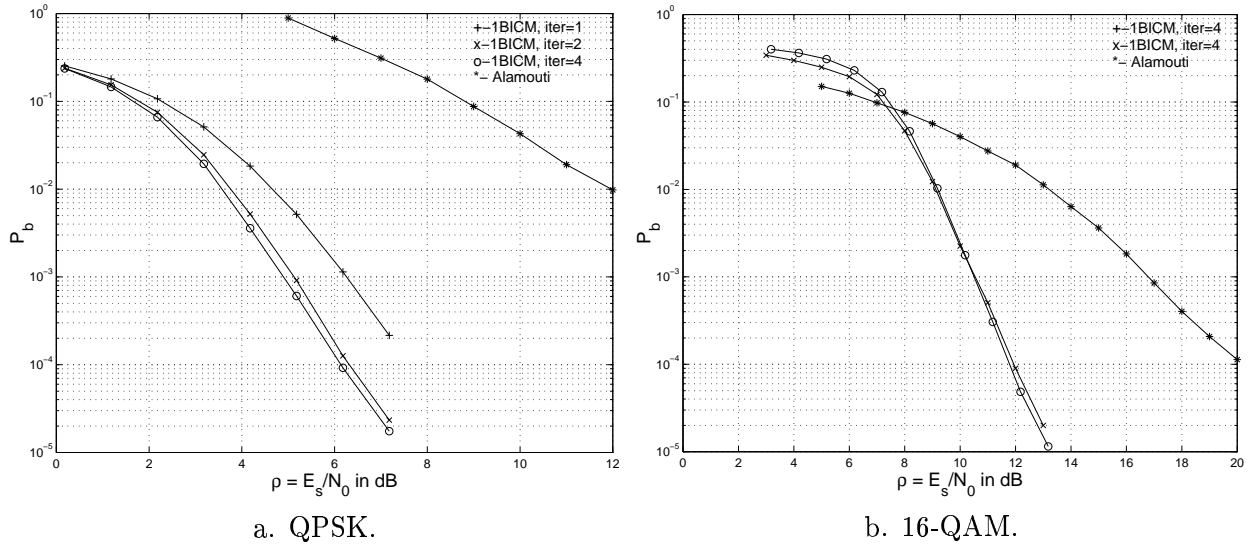 10^0
10^-1
10^-2
10^-3
10^-4
10^-5
P_b
0 2 4 6 8 10 12
ρ = E_s/N_0 in dB
+-1BICM, iter=1
x-1BICM, iter=2
o-1BICM, iter=4
*- Alamouti
a. QPSK.
10^0
10^-1
10^-2
10^-3
10^-4
10^-5
P_b
0 2 4 6 8 10 12 14 16 18 20
ρ = E_s/N_0 in dB
+-1BICM, iter=4
x-1BICM, iter=4
*- Alamouti
b. 16-QAM.